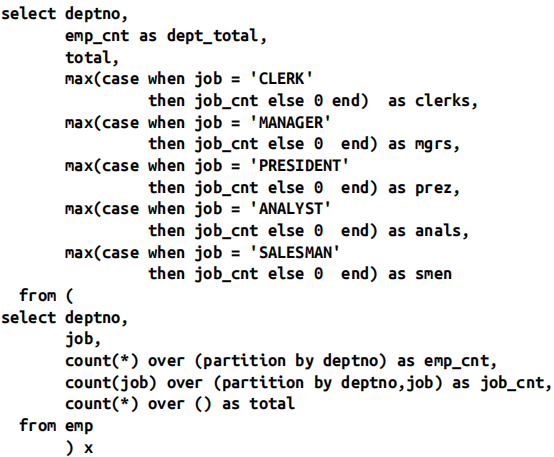 select deptno,
       emp_cnt as dept_total,
       total,
       max(case when job = 'CLERK'
                then job_cnt else 0 end)  as clerks,
       max(case when job = 'MANAGER'
                then job_cnt else 0  end) as mgrs,
       max(case when job = 'PRESIDENT'
                then job_cnt else 0  end) as prez,
       max(case when job = 'ANALYST'
                then job_cnt else 0  end) as anals,
       max(case when job = 'SALESMAN'
                then job_cnt else 0  end) as smen
  from (
select deptno,
       job,
       count(*) over (partition by deptno) as emp_cnt,
       count(job) over (partition by deptno,job) as job_cnt,
       count(*) over () as total
  from emp
       ) x